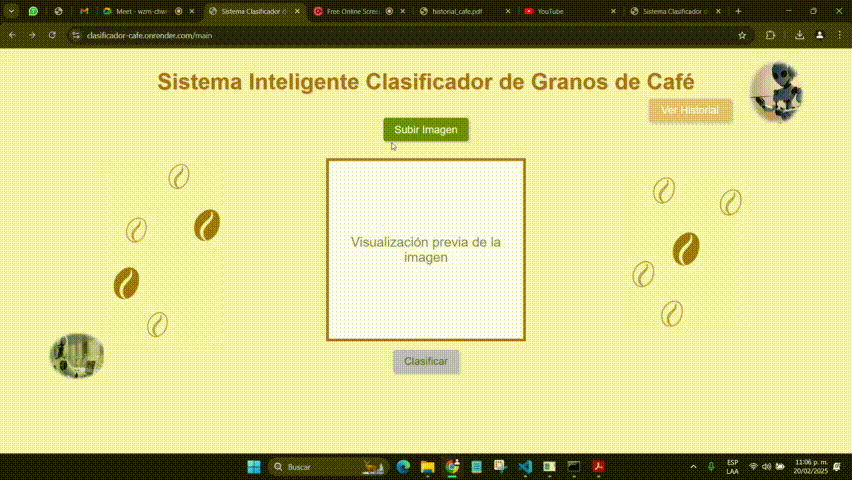 Meet - wzm-chw
Sistema Clasificador
Free Online Scree
historial_cafe.pdf
YouTube
Sistema Clasificador
clasificador-cafe.onrender.com/main
Sistema Inteligente Clasificador de Granos de Café
Ver Historial
Subir Imagen
Visualización previa de la
imagen
Clasificar
Buscar
ESP
LAA
11:06 p. m.
20/02/2025